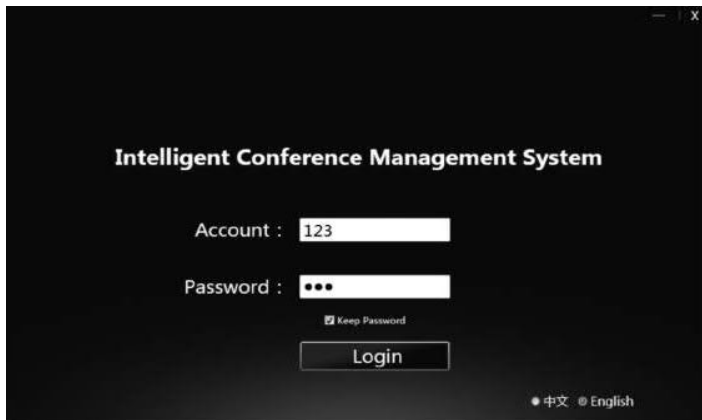 — | X
Intelligent Conference Management System
Account : 123
Password : ●●●
Keep Password
Login
中文 English